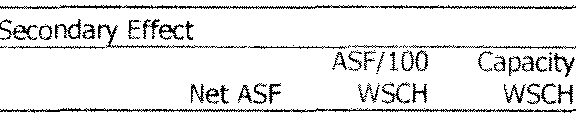 Secondary Effect
ASF/100 Capacity
Net ASF WSCH WSCH